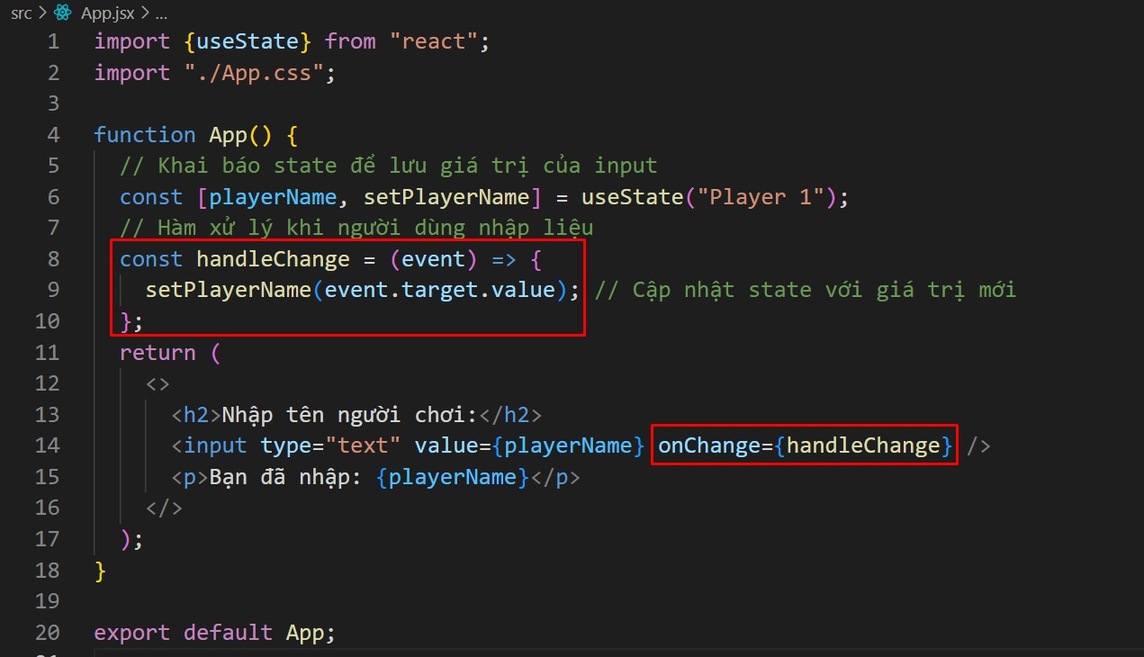 src > App.jsx > ...
1 import {useState} from "react";
2 import "./App.css";
3
4 function App() {
5 // Khai báo state để lưu giá trị của input
6 const [playerName, setPlayerName] = useState("Player 1");
7 // Hàm xử lý khi người dùng nhập liệu
8 const handleChange = (event) => {
9 setPlayerName(event.target.value); // Cập nhật state với giá trị mới
10 };
11 return (
12 <>
13 <h2>Nhập tên người chơi:</h2>
14 <input type="text" value={playerName} onChange={handleChange} />
15 <p>Bạn đã nhập: {playerName}</p>
16 </>
17 );
18 }
19
20 export default App;